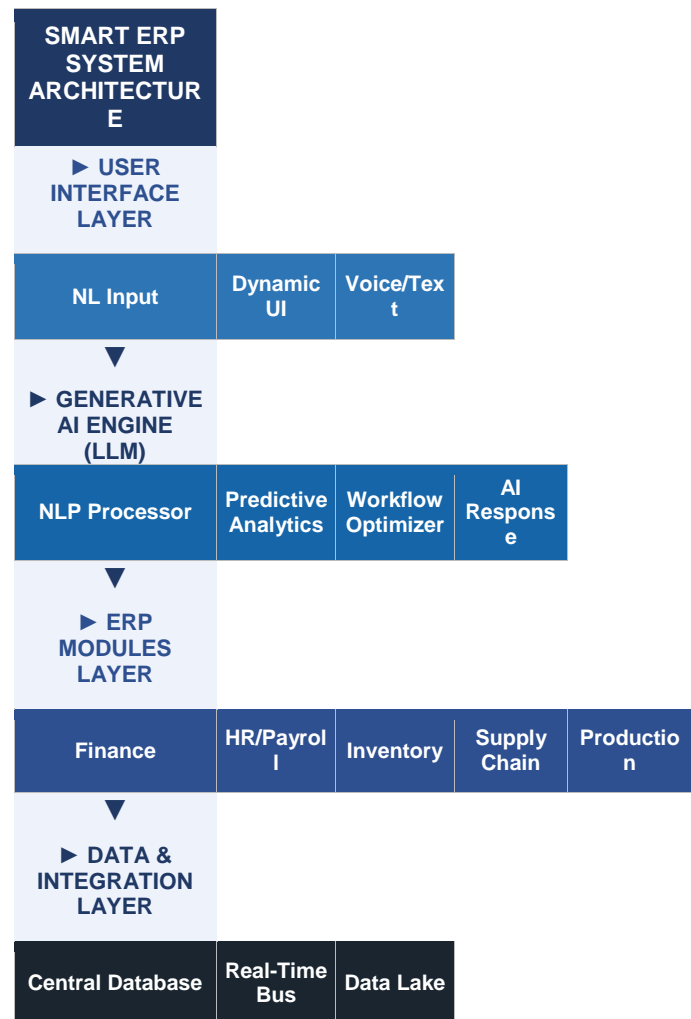 SMART ERP
SYSTEM
ARCHITECTUR
E
► USER
INTERFACE
LAYER
NL Input
Dynamic
UI
Voice/Tex
t
▼
► GENERATIVE
AI ENGINE
(LLM)
NLP Processor
Predictive
Analytics
Workflow
Optimizer
AI
Respons
e
▼
► ERP
MODULES
LAYER
Finance
HR/Payrol
l
Inventory
Supply
Chain
Productio
n
▼
► DATA &
INTEGRATION
LAYER
Central Database
Real-Time
Bus
Data Lake